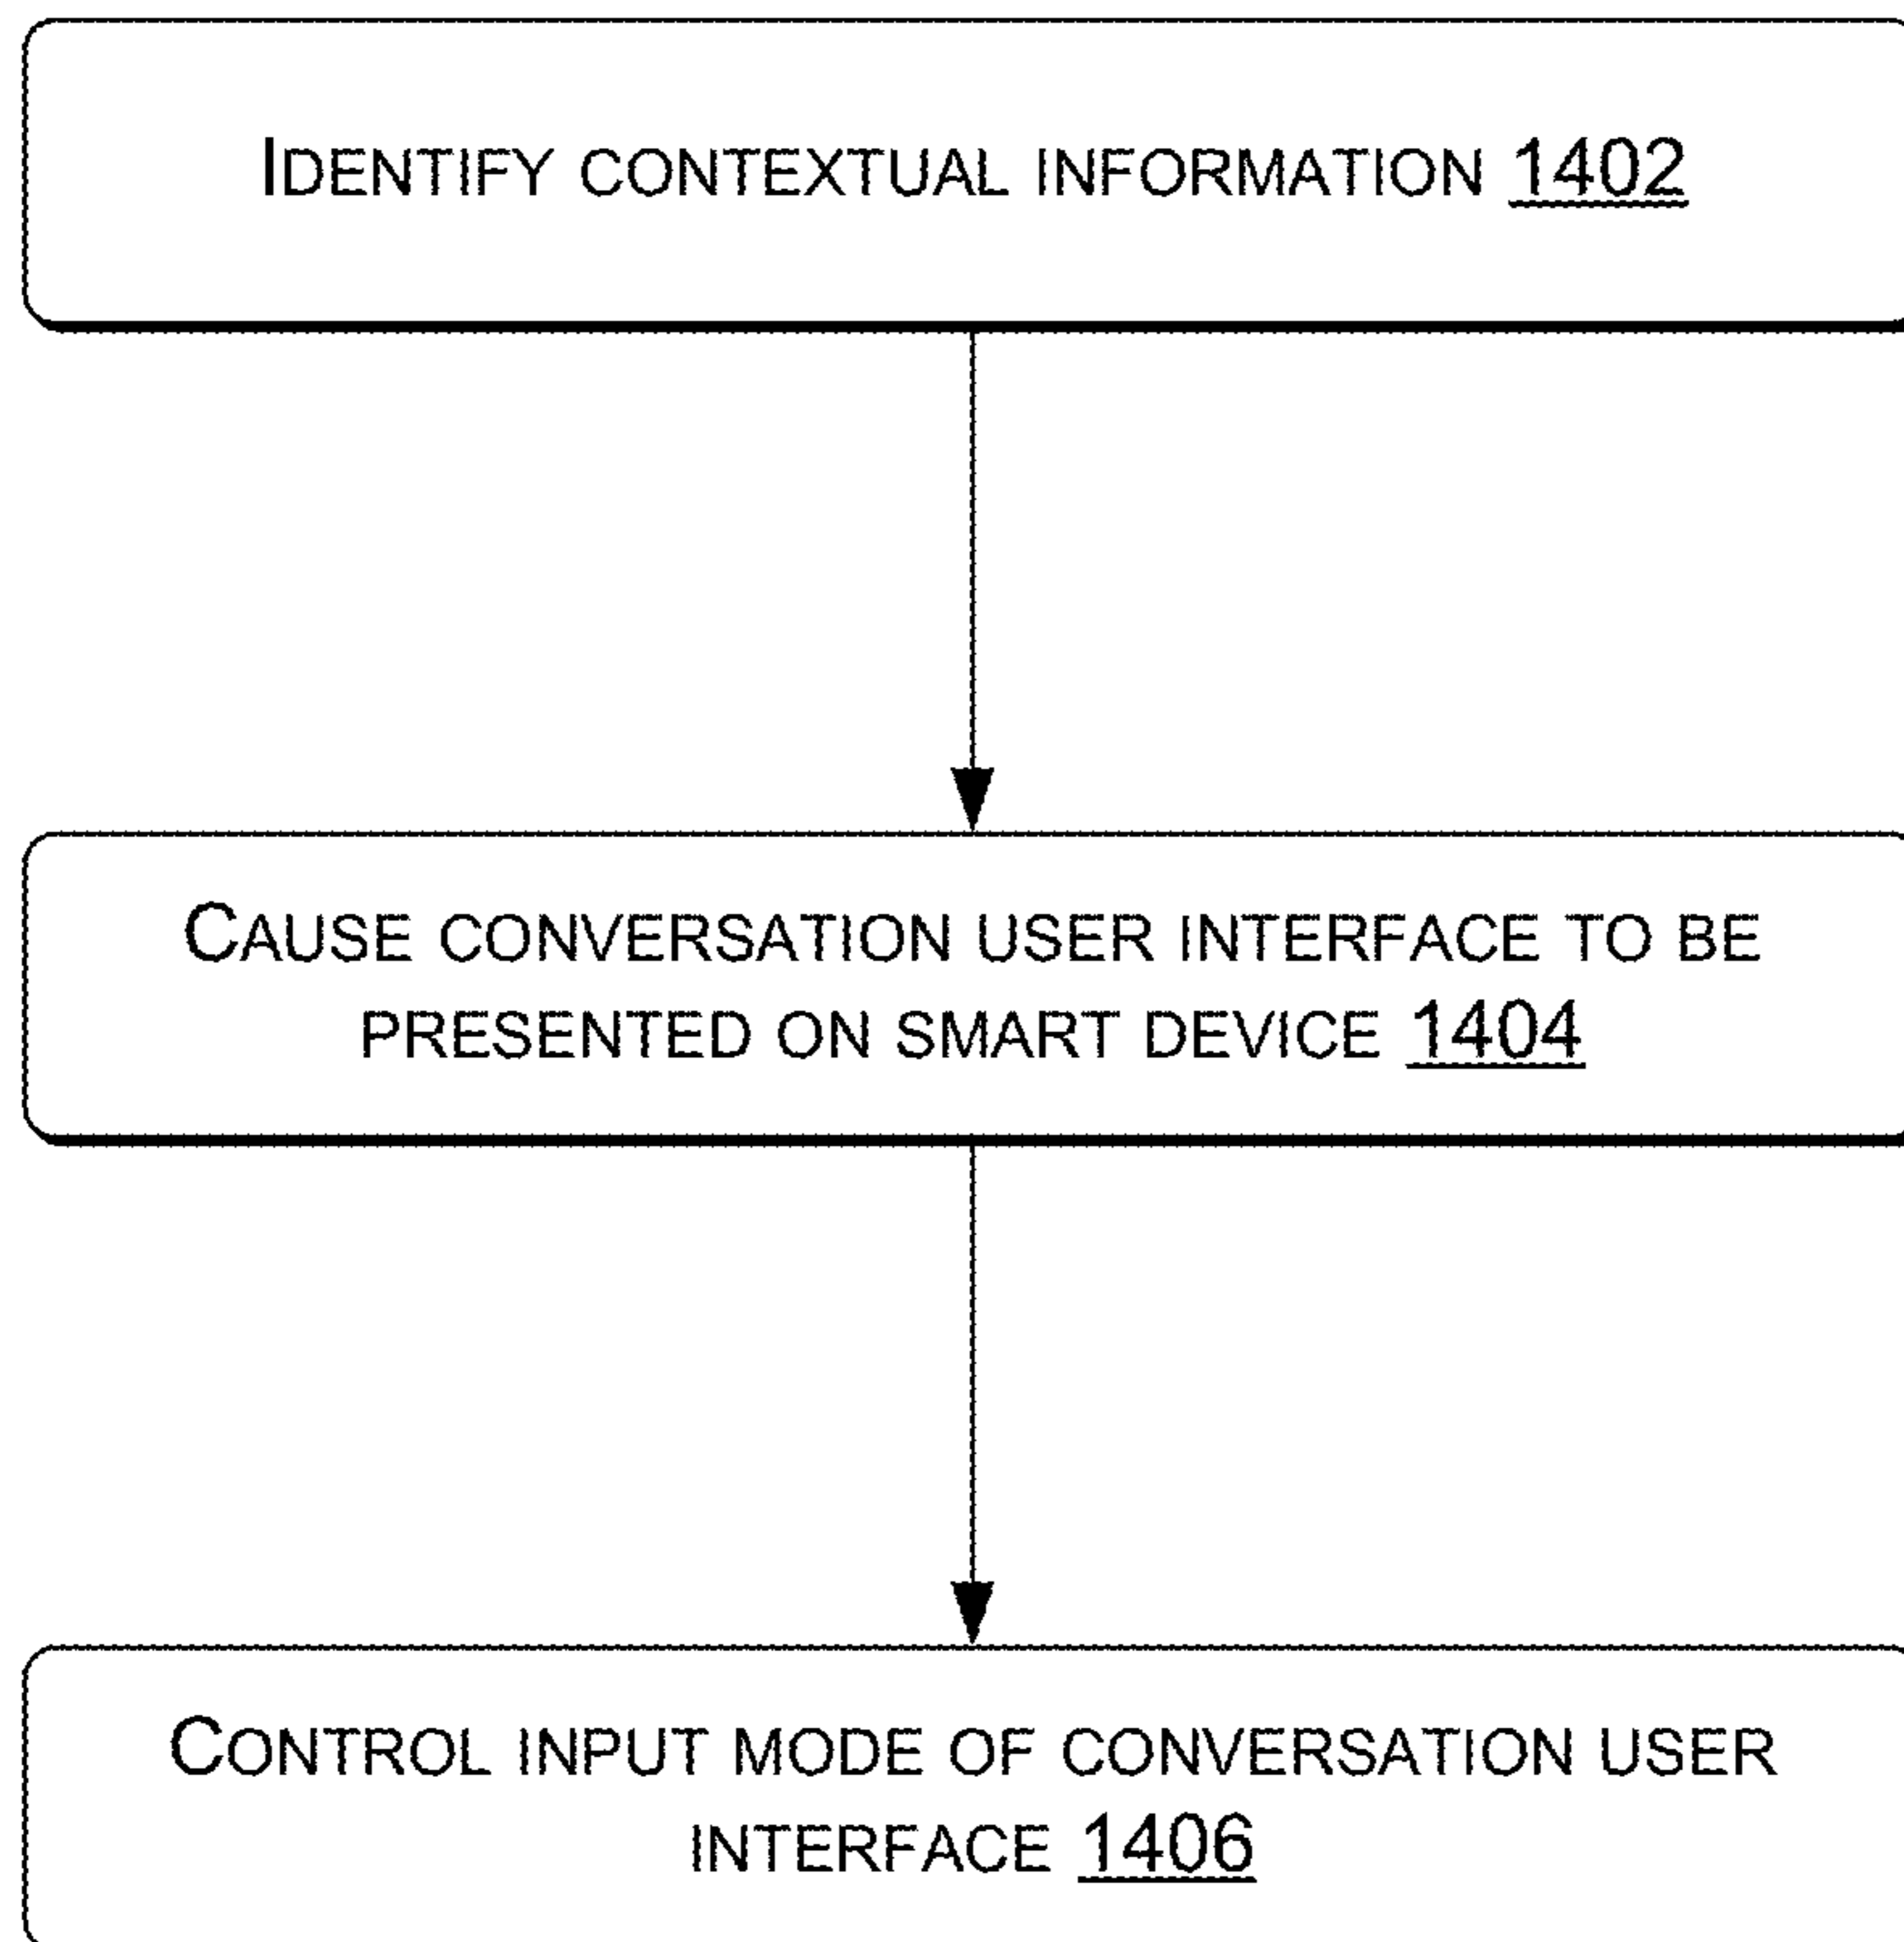 IDENTIFY CONTEXTUAL INFORMATION 1402
CAUSE CONVERSATION USER INTERFACE TO BE
PRESENTED ON SMART DEVICE 1404
CONTROL INPUT MODE OF CONVERSATION USER
INTERFACE 1406